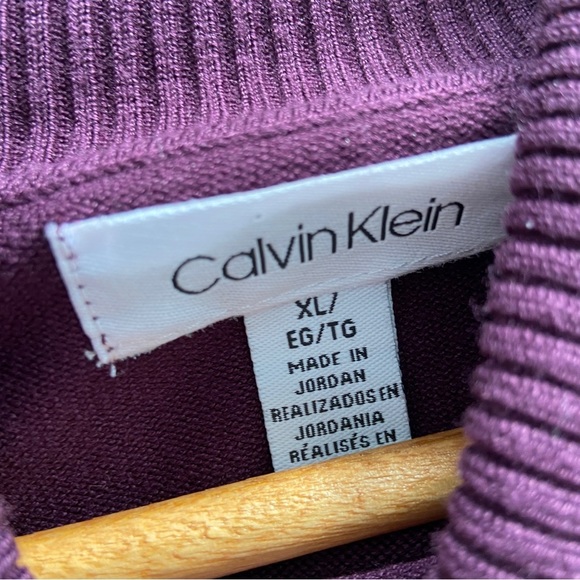 Calvin Klein
XL/
EG/TG
MADE IN
JORDAN
REALIZADOS EN
JORDANIA
RÉALISÉS EN